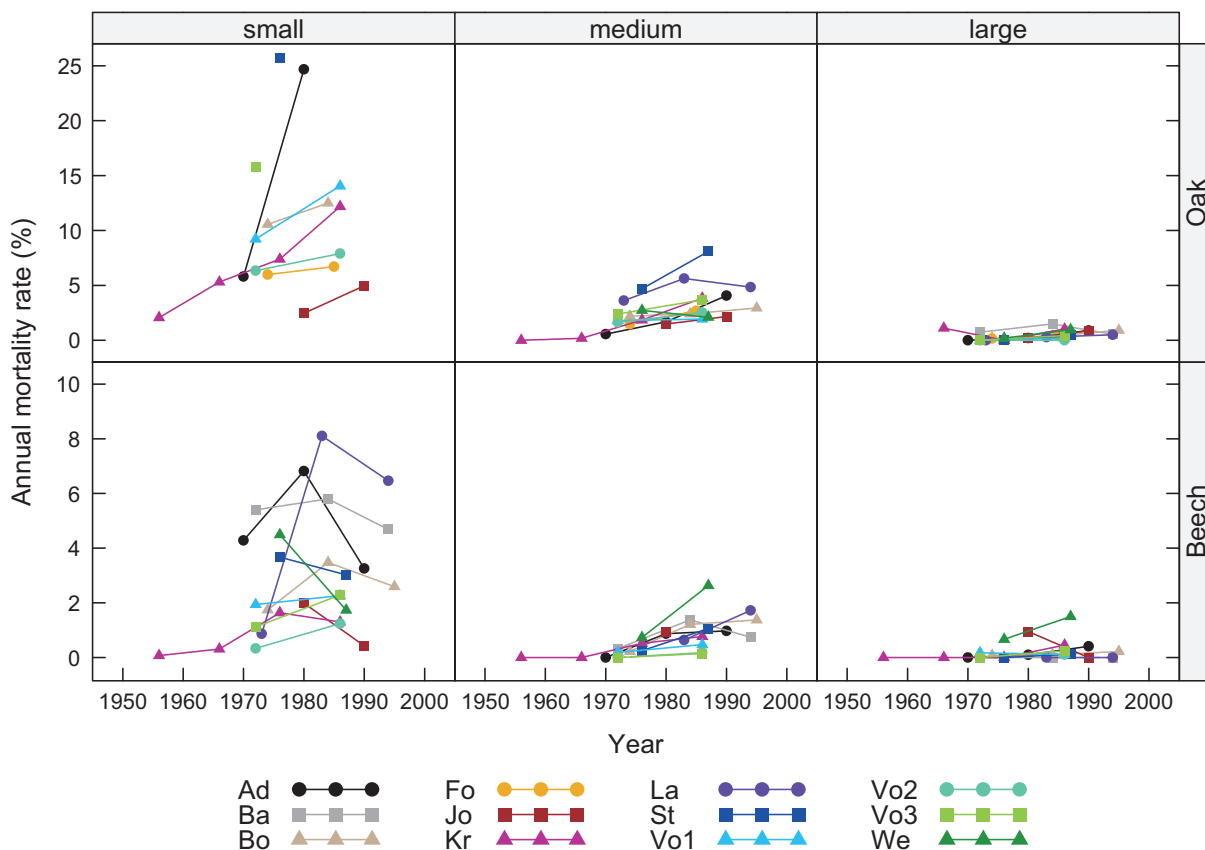 small medium large
25
20
15
10
5
0
Oak
10
8
6
4
2
0
Beech
Annual mortality rate (%)
1950 1960 1970 1980 1990 2000 1950 1960 1970 1980 1990 2000 1950 1960 1970 1980 1990 2000
Year
Ad Fo La Vo2
Ba Jo St Vo3
Bo Kr Vo1 We